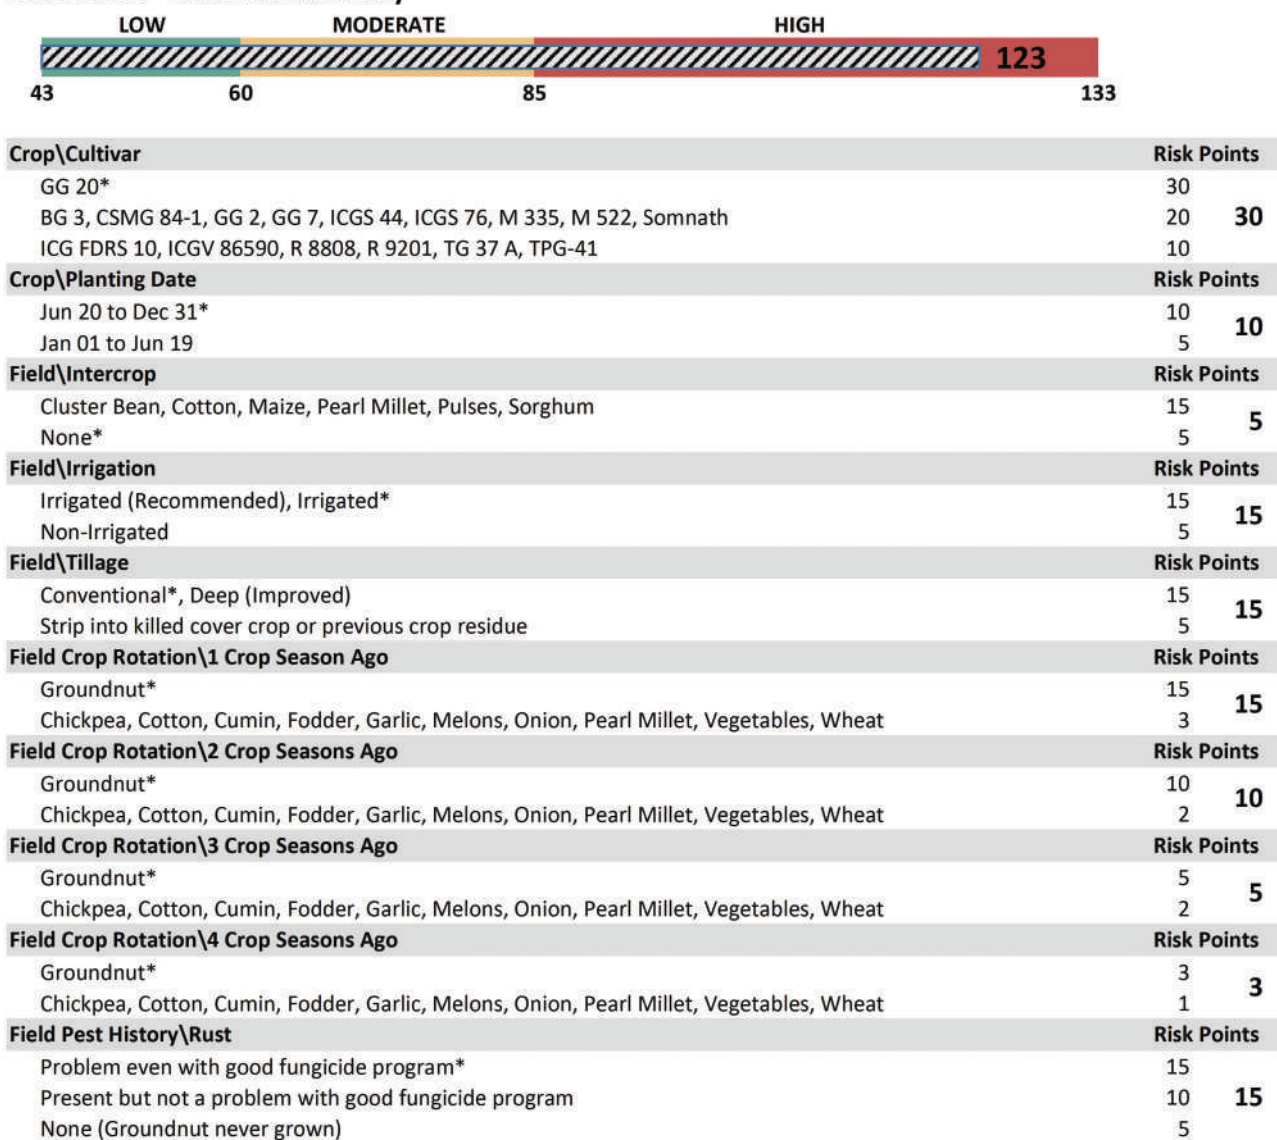 LOW MODERATE HIGH
123
43 60 85 133
Crop\Cultivar Risk Points
GG 20* 30
BG 3, CSMG 84-1, GG 2, GG 7, ICGS 44, ICGS 76, M 335, M 522, Somnath 20 30
ICG FDRS 10, ICGV 86590, R 8808, R 9201, TG 37 A, TPG-41 10
Crop\Planting Date Risk Points
Jun 20 to Dec 31* 10
10
Jan 01 to Jun 19 5
Field\Intercrop Risk Points
Cluster Bean, Cotton, Maize, Pearl Millet, Pulses, Sorghum 15
5
None* 5
Field\Irrigation Risk Points
Irrigated (Recommended), Irrigated* 15
15
Non-Irrigated 5
Field\Tillage Risk Points
Conventional*, Deep (Improved) 15
15
Strip into killed cover crop or previous crop residue 5
Field Crop Rotation\1 Crop Season Ago Risk Points
Groundnut* 15
15
Chickpea, Cotton, Cumin, Fodder, Garlic, Melons, Onion, Pearl Millet, Vegetables, Wheat 3
Field Crop Rotation\2 Crop Seasons Ago Risk Points
Groundnut* 10
10
Chickpea, Cotton, Cumin, Fodder, Garlic, Melons, Onion, Pearl Millet, Vegetables, Wheat 2
Field Crop Rotation\3 Crop Seasons Ago Risk Points
Groundnut* 5
5
Chickpea, Cotton, Cumin, Fodder, Garlic, Melons, Onion, Pearl Millet, Vegetables, Wheat 2
Field Crop Rotation\4 Crop Seasons Ago Risk Points
Groundnut* 3
3
Chickpea, Cotton, Cumin, Fodder, Garlic, Melons, Onion, Pearl Millet, Vegetables, Wheat 1
Field Pest History\Rust Risk Points
Problem even with good fungicide program* 15
Present but not a problem with good fungicide program 10 15
None (Groundnut never grown) 5